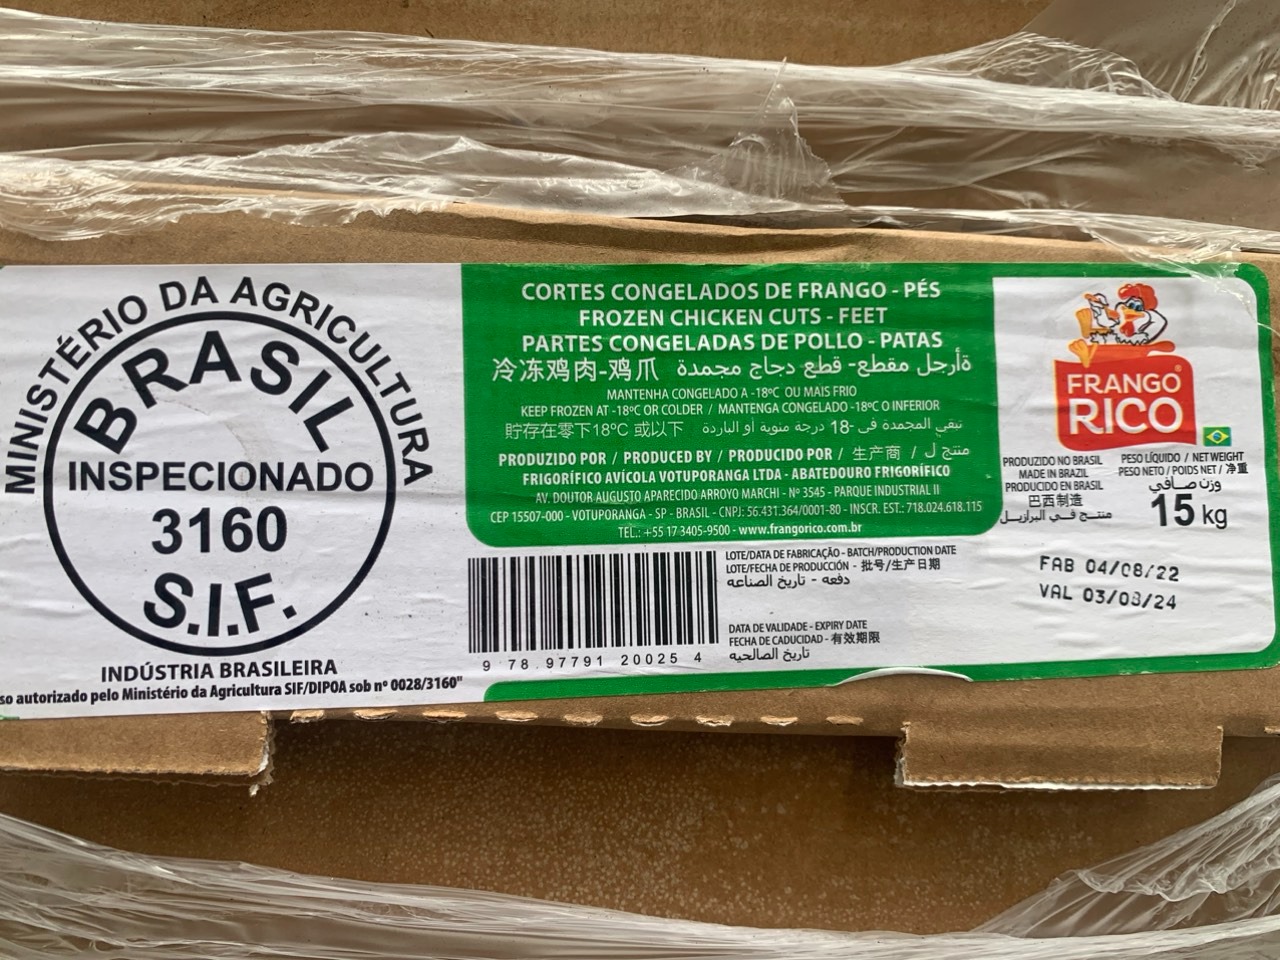 MINISTÉRIO DA AGRICULTURA
BRASIL
INSPECIONADO
3160
S.I.F.
INDÚSTRIA BRASILEIRA
so autorizado pelo Ministério da Agricultura SIF/DIPOA sob nº 0028/3160"
CORTES CONGELADOS DE FRANGO - PÉS
FROZEN CHICKEN CUTS - FEET
PARTES CONGELADAS DE POLLO - PATAS
冷冻鸡肉-鸡爪 ةأرجل مقطع- قطع دجاج مجمدة
MANTENHA CONGELADO A -18ºC OU MAIS FRIO
KEEP FROZEN AT -18ºC OR COLDER / MANTENGA CONGELADO -18ºC O INFERIOR
貯存在零下18ºC 或以下 تبقي المجمدة في -18 درجة مئوية أو الباردة
PRODUZIDO POR / PRODUCED BY / PRODUCIDO POR / 生产商 / منتج ل
FRIGORÍFICO AVÍCOLA VOTUPORANGA LTDA - ABATEDOURO FRIGORÍFICO
AV. DOUTOR AUGUSTO APARECIDO ARROYO MARCHI - Nº 3545 - PARQUE INDUSTRIAL II
CEP 15507-000 - VOTUPORANGA - SP - BRASIL - CNPJ: 56.431.364/0001-80 - INSCR. EST.: 718.024.618.115
TEL.: +55 17 3405-9500 - www.frangorico.com.br
FRANGO®
RICO
PRODUZIDO NO BRASIL
MADE IN BRAZIL
PRODUCIDO EN BRASIL
巴西制造
منتج في البرازيل
PESO LÍQUIDO / NET WEIGHT
PESO NETO / POIDS NET / 净重
وزن صافي
15 kg
LOTE/DATA DE FABRICAÇÃO - BATCH/PRODUCTION DATE
LOTE/FECHA DE PRODUCCIÓN - 批号/生产日期
دفعه - تاريخ الصناعه
FAB 04/08/22
VAL 03/08/24
DATA DE VALIDADE - EXPIRY DATE
FECHA DE CADUCIDAD - 有效期限
تاريخ الصالحيه
9 78 97791 20025 4